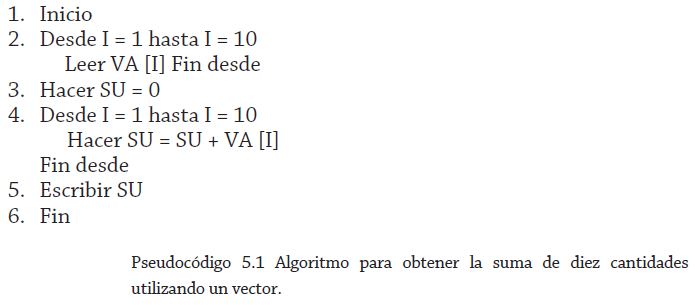 1. Inicio
2. Desde I = 1 hasta I = 10
Leer VA [I] Fin desde
3. Hacer SU = 0
4. Desde I = 1 hasta I = 10
Hacer SU = SU + VA [I]
Fin desde
5. Escribir SU
6. Fin
Pseudocódigo 5.1 Algoritmo para obtener la suma de diez cantidades
utilizando un vector.